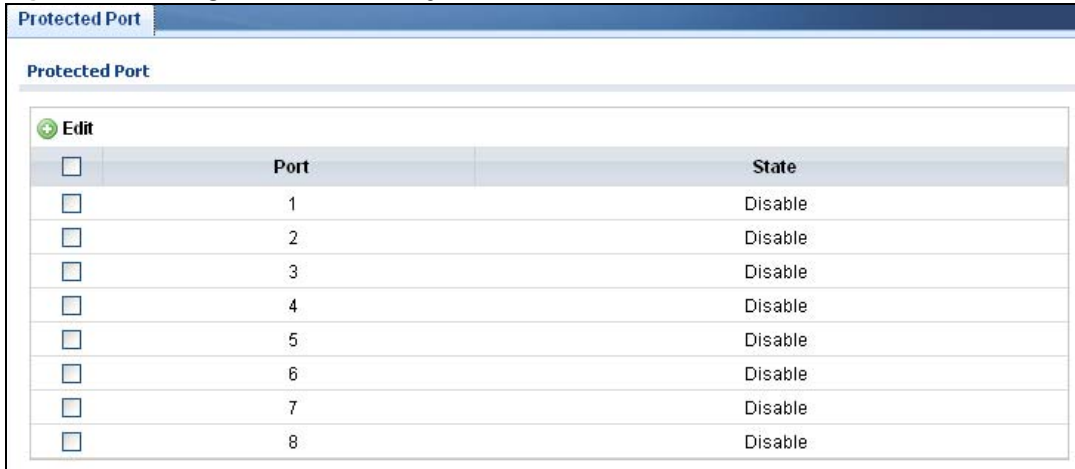 Protected Port
Protected Port
Edit
Port State
1 Disable
2 Disable
3 Disable
4 Disable
5 Disable
6 Disable
7 Disable
8 Disable